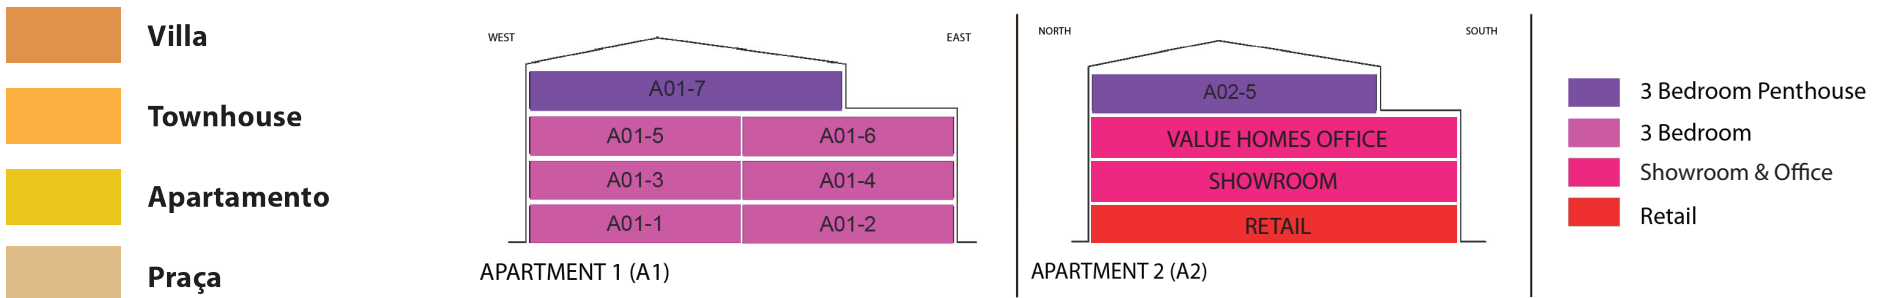 Villa
Townhouse
Apartamento
Praça
WEST
EAST
A01-7
A01-5
A01-6
A01-3
A01-4
A01-1
A01-2
APARTMENT 1 (A1)
NORTH
SOUTH
A02-5
VALUE HOMES OFFICE
SHOWROOM
RETAIL
APARTMENT 2 (A2)
3 Bedroom Penthouse
3 Bedroom
Showroom & Office
Retail